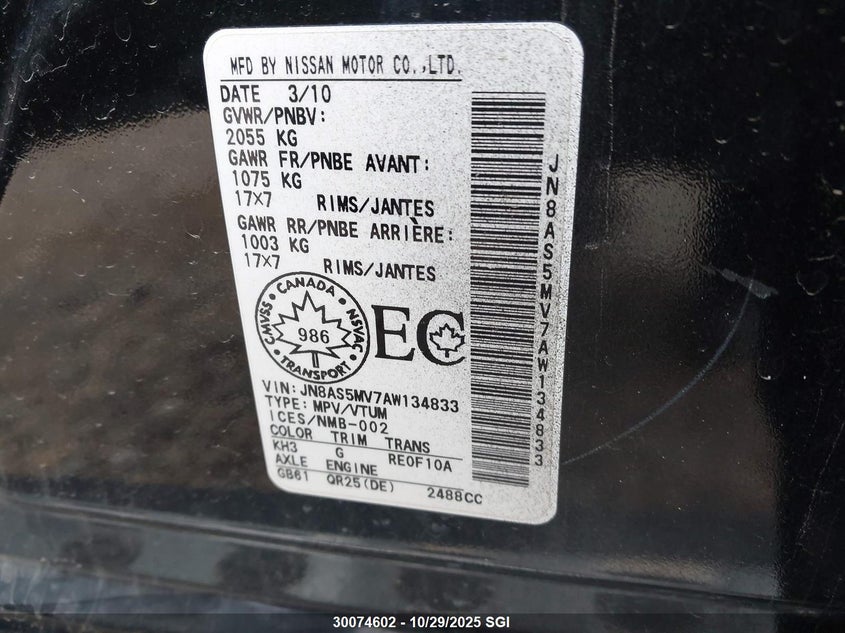 MFD BY NISSAN MOTOR CO.,LTD.
DATE 3/10
GVWR/PNBV:
2055 KG
GAWR FR/PNBE AVANT:
1075 KG
17×7 RIMS/JANTES
GAWR RR/PNBE ARRIÈRE:
1003 KG
17×7 RIMS/JANTES
CANADA
CMVSS NSVAC
986
TRANSPORT
EC
VIN: JN8AS5MV7AW134833
TYPE: MPV/VTUM
ICES/NMB-002
COLOR TRIM TRANS
KH3 G RE0F10A
AXLE ENGINE
GB61 QR25(DE) 2488CC
JN8AS5MV7AW134833
30074602 - 10/29/2025 SGI